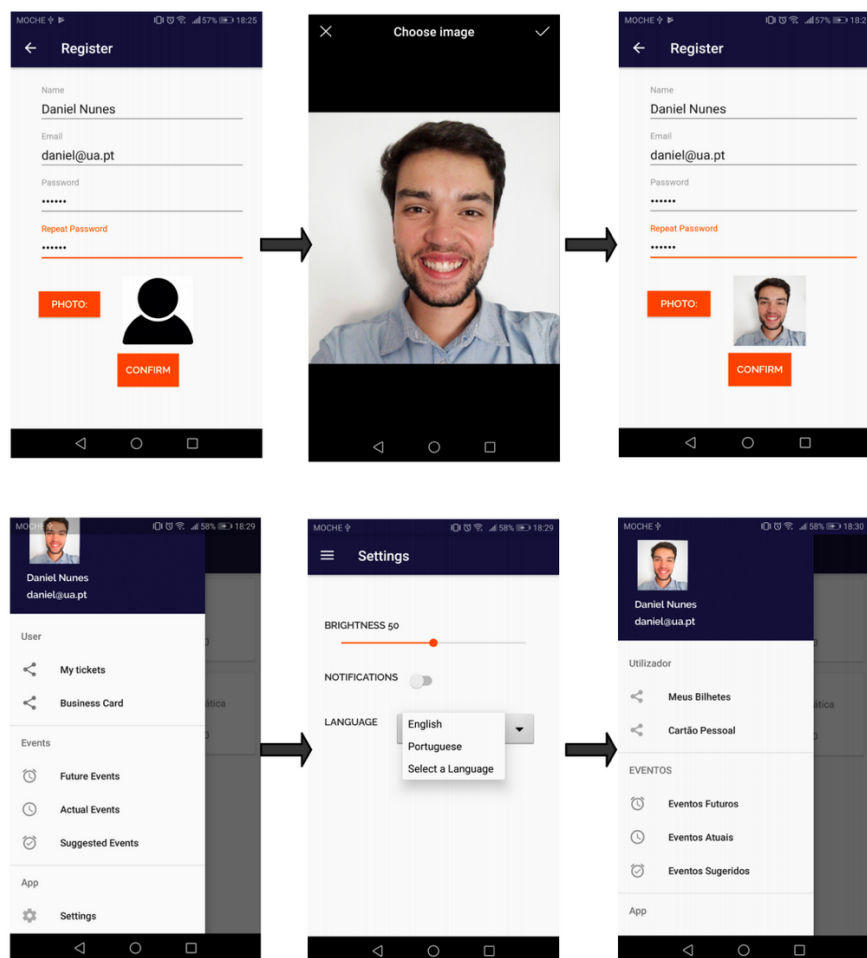 MOCHE 57% 18:25
Register
Name
Daniel Nunes
Email
daniel@ua.pt
Password
••••••
Repeat Password
••••••
PHOTO:
CONFIRM
Choose image
MOCHE 57% 18:2
Register
Name
Daniel Nunes
Email
daniel@ua.pt
Password
••••••
Repeat Password
••••••
PHOTO:
CONFIRM
MOCHE 58% 18:29
Daniel Nunes
daniel@ua.pt
User
My tickets
Business Card
Events
Future Events
Actual Events
Suggested Events
App
Settings
ática
MOCHE 58% 18:29
Settings
BRIGHTNESS 50
NOTIFICATIONS
LANGUAGE
English
Portuguese
Select a Language
MOCHE 58% 18:30
Daniel Nunes
daniel@ua.pt
Utilizador
Meus Bilhetes
Cartão Pessoal
EVENTOS
Eventos Futuros
Eventos Atuais
Eventos Sugeridos
App
ática